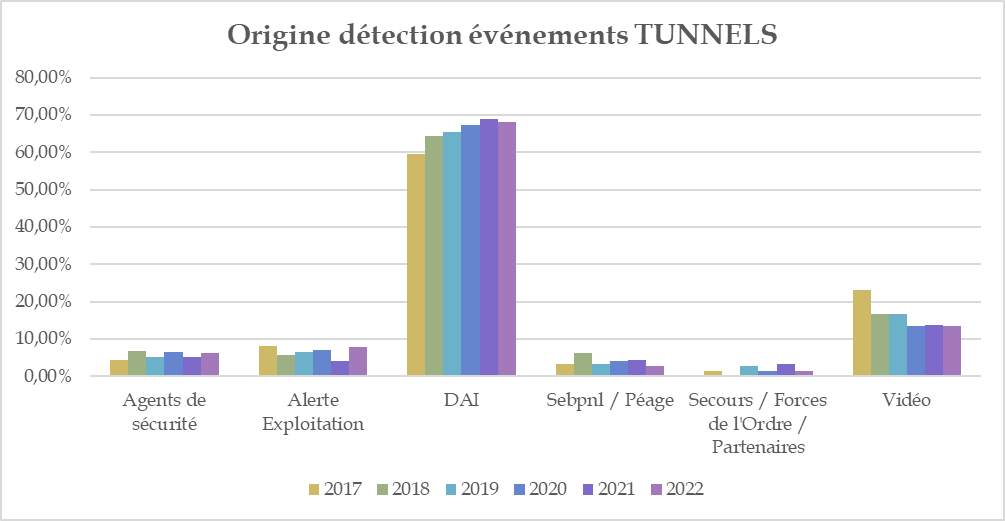 Origine détection événements TUNNELS
80,00%
70,00%
60,00%
50,00%
40,00%
30,00%
20,00%
10,00%
0,00%
Agents de
sécurité
Alerte
Exploitation
DAI
Sebpnl / Péage
Secours / Forces
de l'Ordre /
Partenaires
Vidéo
2017 2018 2019 2020 2021 2022